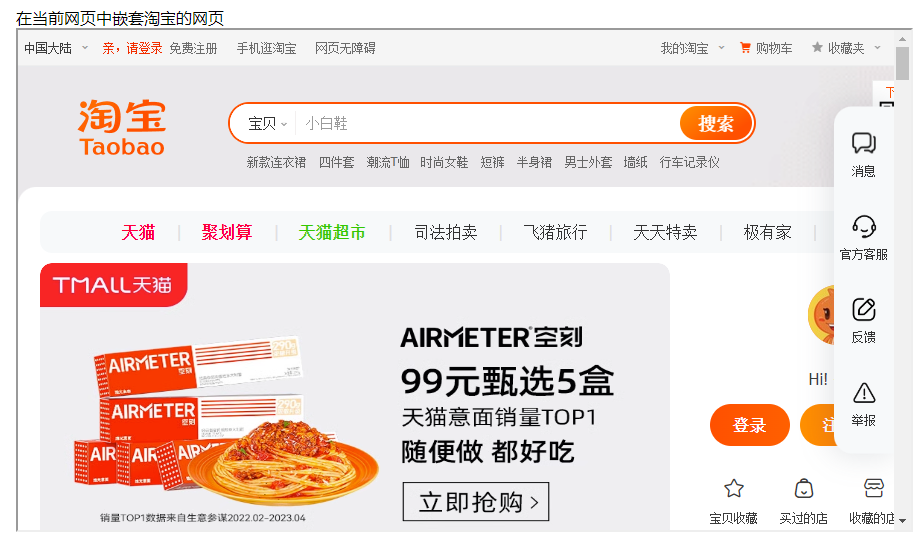 在当前网页中嵌套淘宝的网页
中国大陆 亲，请登录 免费注册 手机逛淘宝 网页无障碍 我的淘宝 购物车 收藏夹
下
淘宝
Taobao
宝贝 小白鞋 搜索
新款连衣裙 四件套 潮流T恤 时尚女鞋 短裤 半身裙 男士外套 墙纸 行车记录仪
消息
官方客服
反馈
举报
天猫 聚划算 天猫超市 司法拍卖 飞猪旅行 天天特卖 极有家
TMALL天猫
AIRMETER空刻
99元甄选5盒
天猫意面销量TOP1
随便做 都好吃
立即抢购
AIRMETER
空刻
AIRMETER
空刻
销量TOP1数据来自生意参谋2022.02-2023.04
Hi!
登录 注
宝贝收藏 买过的店 收藏的店